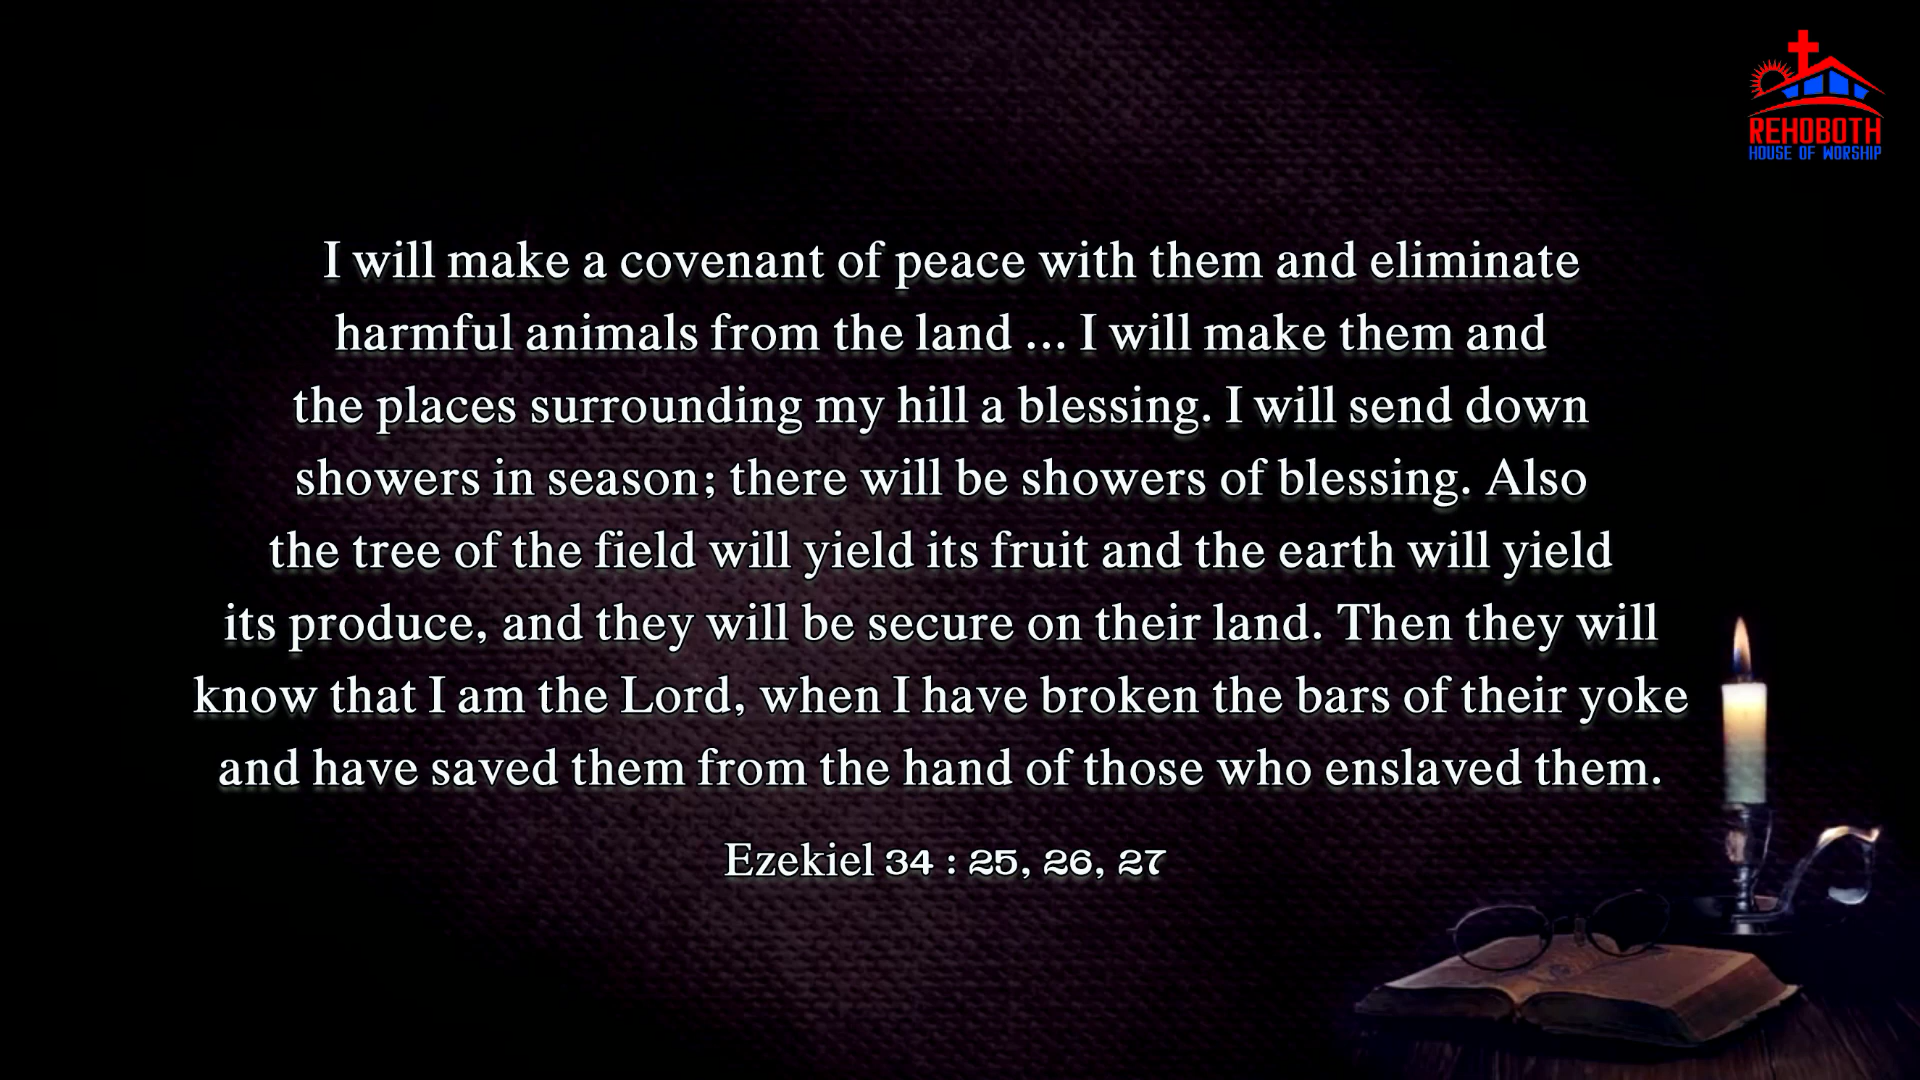 REHOBOTH
HOUSE OF WORSHIP
I will make a covenant of peace with them and eliminate
harmful animals from the land ... I will make them and
the places surrounding my hill a blessing. I will send down
showers in season; there will be showers of blessing. Also
the tree of the field will yield its fruit and the earth will yield
its produce, and they will be secure on their land. Then they will
know that I am the Lord, when I have broken the bars of their yoke
and have saved them from the hand of those who enslaved them.
Ezekiel 34 : 25, 26, 27